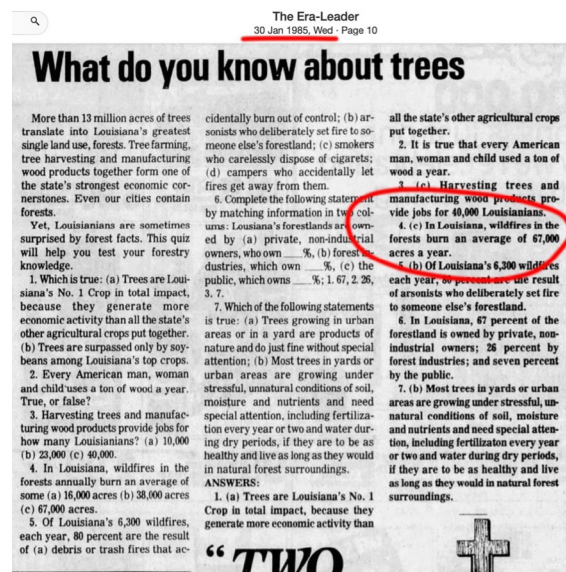 The Era-Leader
30 Jan 1985, Wed · Page 10
What do you know about trees
More than 13 million acres of trees
translate into Louisiana's greatest
single land use, forests. Tree farming,
tree harvesting and manufacturing
wood products together form one of
the state's strongest economic cor-
nerstones. Even our cities contain
forests.
Yet, Louisianians are sometimes
surprised by forest facts. This quiz
will help you test your forestry
knowledge.
1. Which is true: (a) Trees are Loui-
siana's No. 1 Crop in total impact,
because they generate more
economic activity than all the state's
other agricultural crops put together.
(b) Trees are surpassed only by soy-
beans among Louisiana's top crops.
2. Every American man, woman
and child uses a ton of wood a year.
True, or false?
3. Harvesting trees and manufac-
turing wood products provide jobs for
how many Louisianians? (a) 10,000
(b) 23,000 (c) 40,000.
4. In Louisiana, wildfires in the
forests annually burn an average of
some (a) 16,000 acres (b) 38,000 acres
(c) 67,000 acres.
5. Of Louisiana's 6,300 wildfires,
each year, 80 percent are the result
of (a) debris or trash fires that ac-
cidentally burn out of control; (b) ar-
sonists who deliberately set fire to so-
meone else's forestland; (c) smokers
who carelessly dispose of cigarets;
(d) campers who accidentally let
fires get away from them.
6. Complete the following statement
by matching information in two col-
ums: Louisana's forestlands are own-
ed by (a) private, non-industrial
owners, who own ___%, (b) forest in-
dustries, which own ___%, (c) the
public, which owns ___%; 1. 67, 2. 26,
3. 7.
7. Which of the following statements
is true: (a) Trees growing in urban
areas or in a yard are products of
nature and do just fine without special
attention; (b) Most trees in yards or
urban areas are growing under
stressful, unnatural conditions of soil,
moisture and nutrients and need
special attention, including fertiliza-
tion every year or two and water dur-
ing dry periods, if they are to be as
healthy and live as long as they would
in natural forest surroundings.
ANSWERS:
1. (a) Trees are Louisiana's No. 1
Crop in total impact, because they
generate more economic activity than
all the state's other agricultural crops
put together.
2. It is true that every American
man, woman and child used a ton of
wood a year.
3. (c) Harvesting trees and
manufacturing wood products pro-
vide jobs for 40,000 Louisianians.
4. (c) In Louisiana, wildfires in the
forests burn an average of 67,000
acres a year.
5. (b) Of Louisiana's 6,300 wildfires
each year, 80 percent are the result
of arsonists who deliberately set fire
to someone else's forestland.
6. In Louisiana, 67 percent of the
forestland is owned by private, non-
industrial owners; 26 percent by
forest industries; and seven percent
by the public.
7. (b) Most trees in yards or urban
areas are growing under stressful, un-
natural conditions of soil, moisture
and nutrients and need special atten-
tion, including fertilizaton every year
or two and water during dry periods,
if they are to be healthy and live
as long as they would in natural forest
surroundings.
"TWO